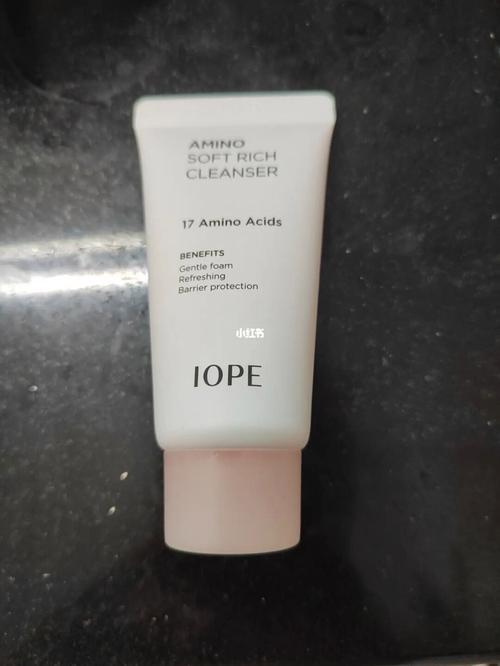 AMINO
SOFT RICH
CLEANSER
17 Amino Acids
BENEFITS
Gentle foam
Refreshing
Barrier protection
小红书
IOPE